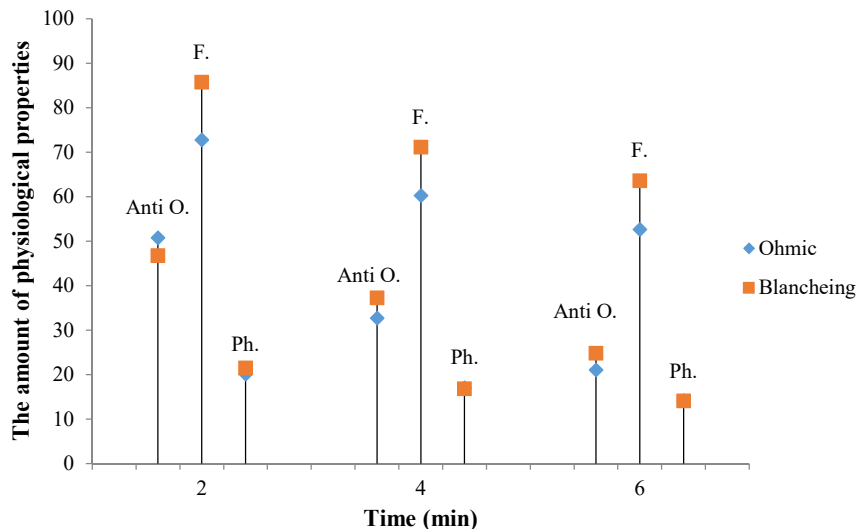 The amount of physiological properties
100
90
80
70
60
50
40
30
20
10
0
F.
Anti O.
Ph.
F.
Anti O.
Ph.
F.
Anti O.
Ph.
2
4
6
Time (min)
Ohmic
Blancheing